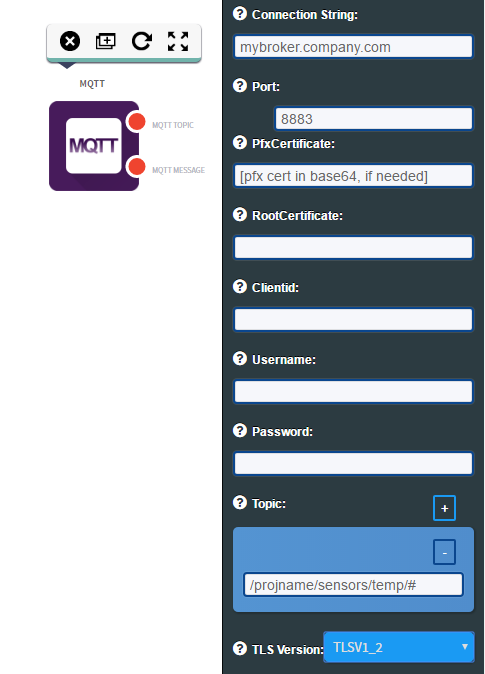 MQTT
MQTT
MQTT TOPIC
MQTT MESSAGE
? Connection String:
mybroker.company.com
? Port:
8883
? PfxCertificate:
[pfx cert in base64, if needed]
? RootCertificate:
? Clientid:
? Username:
? Password:
? Topic:
+
-
/projname/sensors/temp/#
? TLS Version: TLSV1_2